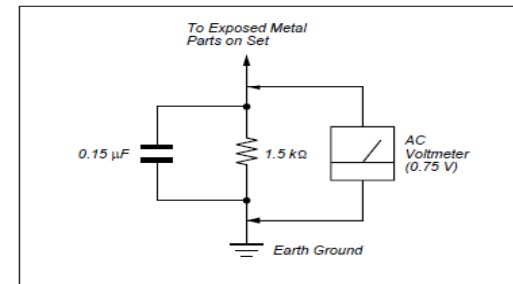 To Exposed Metal
Parts on Set
0.15 µF
1.5 kΩ
AC
Voltmeter
(0.75 V)
Earth Ground